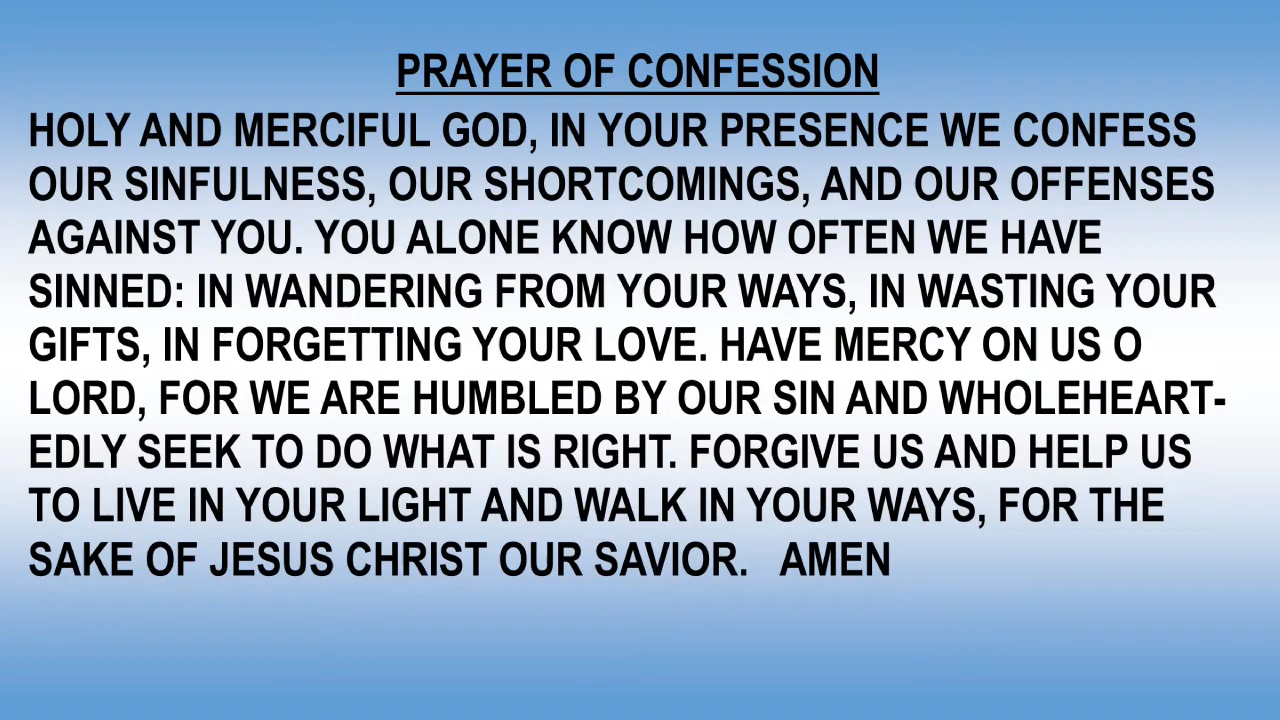 PRAYER OF CONFESSION
HOLY AND MERCIFUL GOD, IN YOUR PRESENCE WE CONFESS
OUR SINFULNESS, OUR SHORTCOMINGS, AND OUR OFFENSES
AGAINST YOU. YOU ALONE KNOW HOW OFTEN WE HAVE
SINNED: IN WANDERING FROM YOUR WAYS, IN WASTING YOUR
GIFTS, IN FORGETTING YOUR LOVE. HAVE MERCY ON US O
LORD, FOR WE ARE HUMBLED BY OUR SIN AND WHOLEHEART-
EDLY SEEK TO DO WHAT IS RIGHT. FORGIVE US AND HELP US
TO LIVE IN YOUR LIGHT AND WALK IN YOUR WAYS, FOR THE
SAKE OF JESUS CHRIST OUR SAVIOR.   AMEN